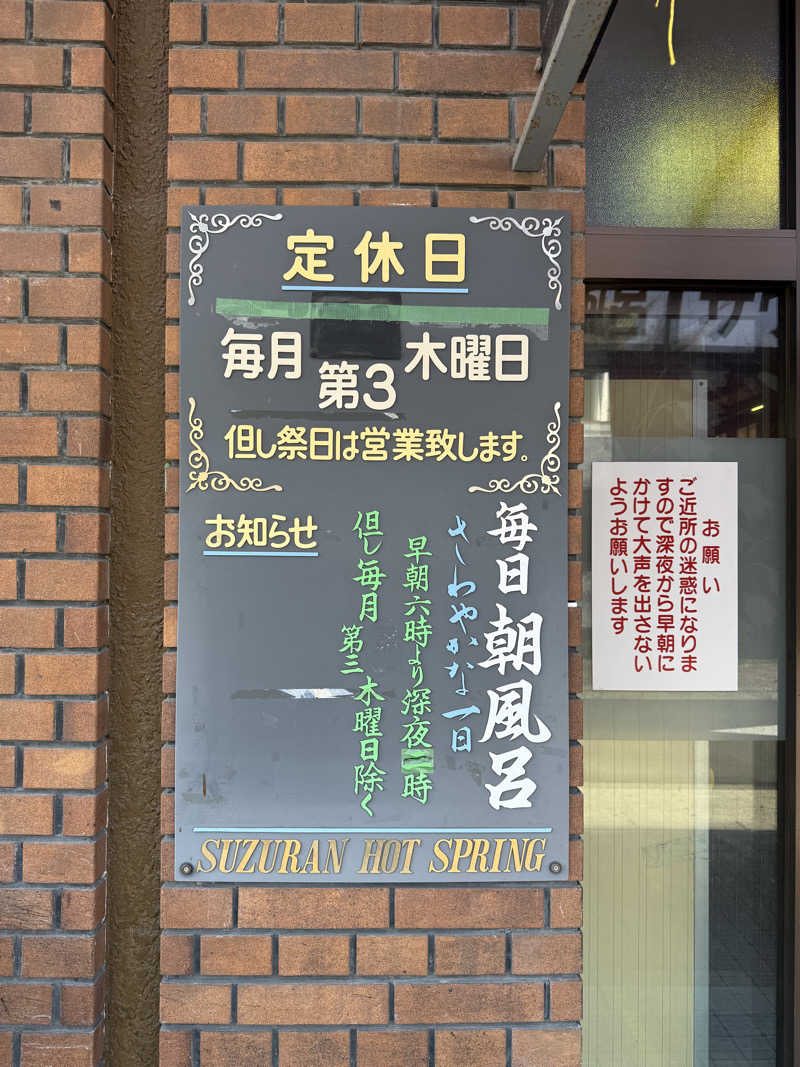 定休日
毎月 第3 木曜日
但し祭日は営業致します。
お知らせ
毎日 朝風呂
さわやかな一日
早朝六時より深夜二時
但し毎月 第三木曜日除く
SUZURAN HOT SPRING
お願い
ご近所の迷惑になりま
すので深夜から早朝に
かけて大声を出さない
ようお願いします